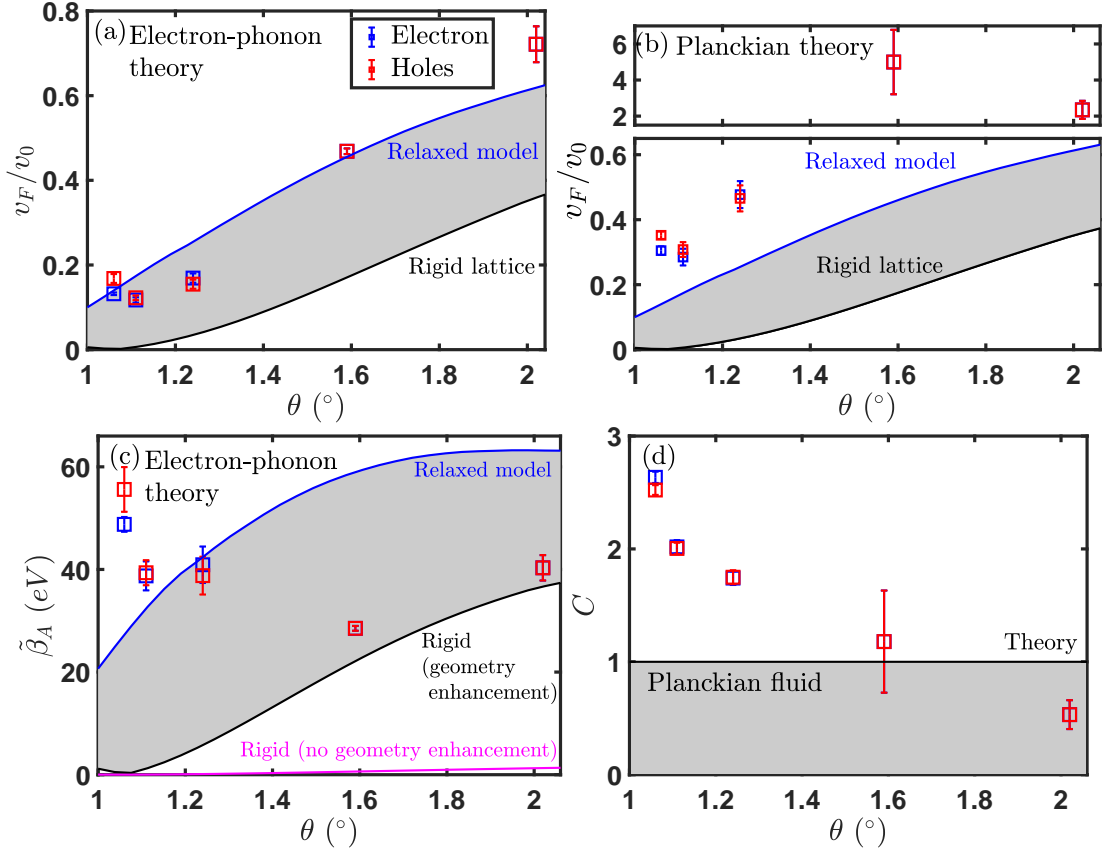 (a) Electron-phonon
theory
Electron
Holes
Relaxed model
Rigid lattice
v_F/v_0
0.8
0.6
0.4
0.2
0
1 1.2 1.4 1.6 1.8 2
θ (°)
(b) Planckian theory
6
4
2
Relaxed model
Rigid lattice
v_F/v_0
0.6
0.4
0.2
0
1 1.2 1.4 1.6 1.8 2
θ (°)
(c) Electron-phonon
theory
Relaxed model
Rigid
(geometry
enhancement)
Rigid (no geometry enhancement)
β̃_A (eV)
60
40
20
0
1 1.2 1.4 1.6 1.8 2
θ (°)
(d)
Theory
Planckian fluid
C
3
2
1
0
1 1.2 1.4 1.6 1.8 2
θ (°)